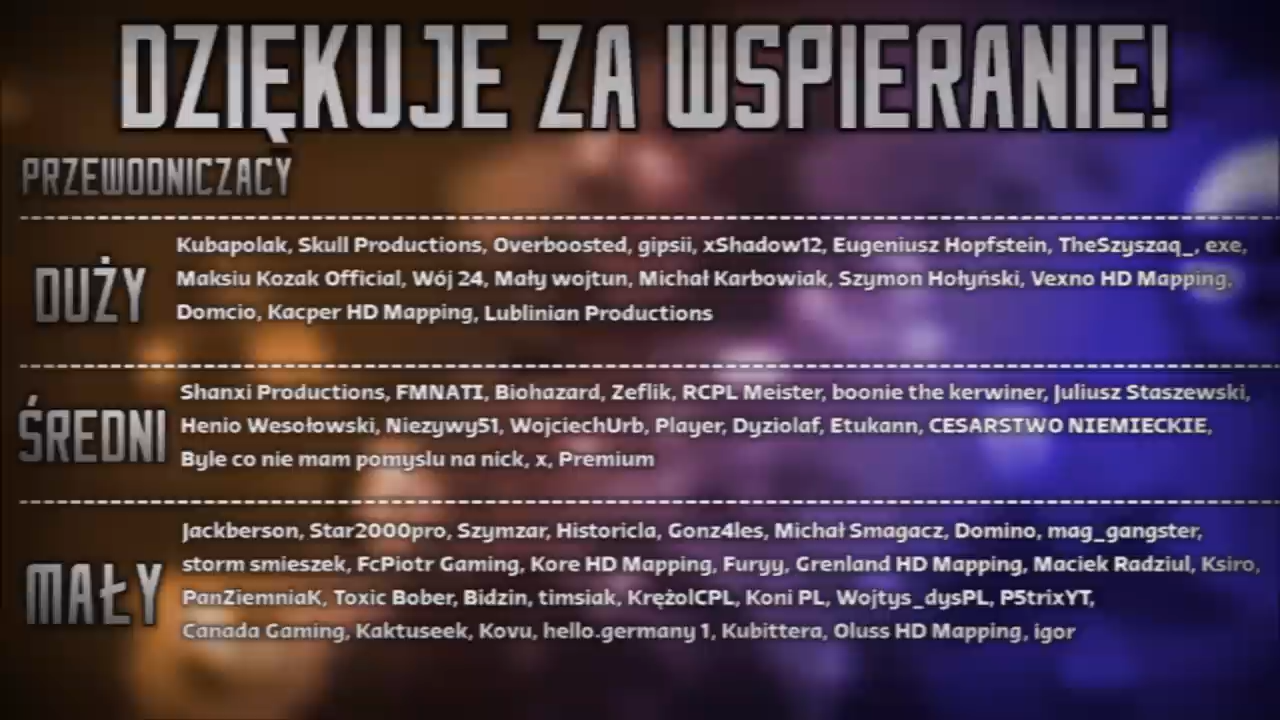 DZIĘKUJE ZA WSPIERANIE!
PRZEWODNICZACY
DUŻY
Kubapolak, Skull Productions, Overboosted, gipsii, xShadow12, Eugeniusz Hopfstein, TheSzyszaq_, exe,
Maksiu Kozak Official, Wój 24, Mały wojtun, Michał Karbowiak, Szymon Hołyński, Vexno HD Mapping,
Domcio, Kacper HD Mapping, Lublinian Productions
ŚREDNI
Shanxi Productions, FMNATI, Biohazard, Zeflik, RCPL Meister, boonie the kerwiner, Juliusz Staszewski,
Henio Wesołowski, Niezywy51, WojciechUrb, Player, Dyziolaf, Etukann, CESARSTWO NIEMIECKIE,
Byle co nie mam pomyslu na nick, x, Premium
MAŁY
Jackberson, Star2000pro, Szymzar, Historicla, Gonz4les, Michał Smagacz, Domino, mag_gangster,
storm smieszek, FcPiotr Gaming, Kore HD Mapping, Furyy, Grenland HD Mapping, Maciek Radziul, Ksiro,
PanZiemniaK, Toxic Bober, Bidzin, timsiak, KrężolCPL, Koni PL, Wojtys_dysPL, P5trixYT,
Canada Gaming, Kaktuseek, Kovu, hello.germany 1, Kubittera, Oluss HD Mapping, igor